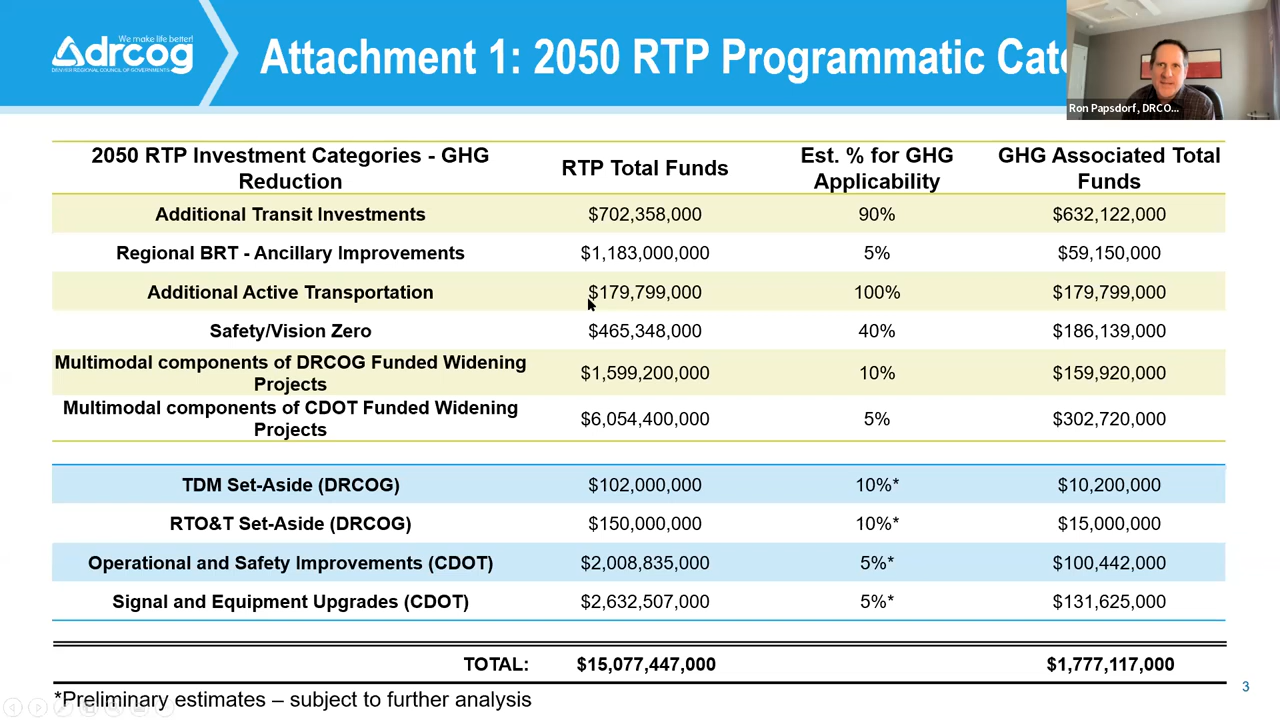 We make life better!
drcog
DENVER REGIONAL COUNCIL OF GOVERNMENTS
Attachment 1: 2050 RTP Programmatic Cat
Ron Papsdorf, DRCO...
2050 RTP Investment Categories - GHG
Reduction
RTP Total Funds
Est. % for GHG
Applicability
GHG Associated Total
Funds
Additional Transit Investments $702,358,000 90% $632,122,000
Regional BRT - Ancillary Improvements $1,183,000,000 5% $59,150,000
Additional Active Transportation $179,799,000 100% $179,799,000
Safety/Vision Zero $465,348,000 40% $186,139,000
Multimodal components of DRCOG Funded Widening
Projects
$1,599,200,000 10% $159,920,000
Multimodal components of CDOT Funded Widening
Projects
$6,054,400,000 5% $302,720,000
TDM Set-Aside (DRCOG) $102,000,000 10%* $10,200,000
RTO&T Set-Aside (DRCOG) $150,000,000 10%* $15,000,000
Operational and Safety Improvements (CDOT) $2,008,835,000 5%* $100,442,000
Signal and Equipment Upgrades (CDOT) $2,632,507,000 5%* $131,625,000
TOTAL: $15,077,447,000 $1,777,117,000
*Preliminary estimates – subject to further analysis
3